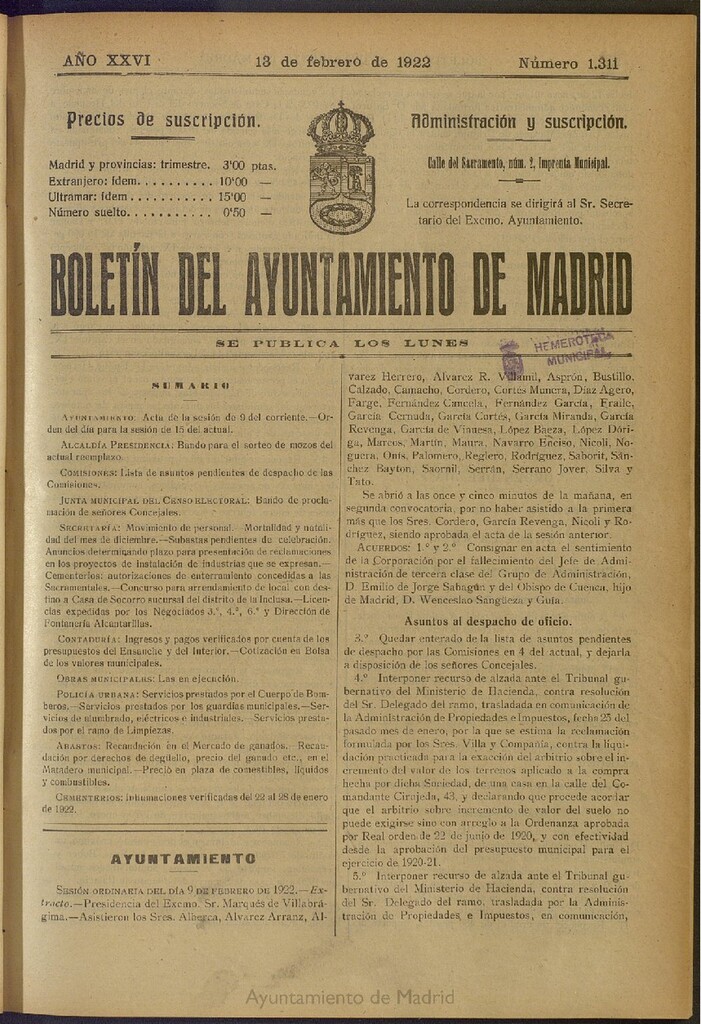 AÑO XXVI
13 de febrero de 1922
Número 1.311
Precios de suscripción.
Madrid y provincias: trimestre. 3'00 ptas.
Extranjero: ídem.......... 10'00 —
Ultramar: ídem .......... 15'00 —
Número suelto........... 0'50 —
Administración y suscripción.
Calle del Sacramento, núm. 2, Imprenta Municipal.
La correspondencia se dirigirá al Sr. Secre-
tario del Excmo. Ayuntamiento.
BOLETÍN DEL AYUNTAMIENTO DE MADRID
SE PUBLICA LOS LUNES
HEMEROTECA
MUNICIPAL
SUMARIO
AYUNTAMIENTO: Acta de la sesión de 9 del corriente.—Or-
den del día para la sesión de 15 del actual.
ALCALDÍA PRESIDENCIA: Bando para el sorteo de mozos del
actual reemplazo.
COMISIONES: Lista de asuntos pendientes de despacho de las
Comisiones.
JUNTA MUNICIPAL DEL CENSO ELECTORAL: Bando de procla-
mación de señores Concejales.
SECRETARÍA: Movimiento de personal.—Mortalidad y natali-
dad del mes de diciembre.—Subastas pendientes de celebración.
Anuncios determinando plazo para presentación de reclamaciones
en los proyectos de instalación de industrias que se expresan.—
Cementerios: autorizaciones de enterramiento concedidas a las
Sacramentales.—Concurso para arrendamiento de local con des-
tino a Casa de Socorro sucursal del distrito de la Inclusa.—Licen-
cias expedidas por los Negociados 3.º, 4.º, 6.º y Dirección de
Fontanería Alcantarillas.
CONTADURÍA: Ingresos y pagos verificados por cuenta de los
presupuestos del Ensanche y del Interior.—Cotización en Bolsa
de los valores municipales.
OBRAS MUNICIPALES: Las en ejecución.
POLICÍA URBANA: Servicios prestados por el Cuerpo de Bom-
beros.—Servicios prestados por los guardias municipales.—Ser-
vicios de alumbrado, eléctricos e industriales.—Servicios presta-
dos por el ramo de Limpiezas.
ABASTOS: Recaudación en el Mercado de ganados.—Recau-
dación por derechos de degüello, precio del ganado etc., en el
Matadero municipal.—Precio en plaza de comestibles, líquidos
y combustibles.
CEMENTERIOS: Inhumaciones verificadas del 22 al 28 de enero
de 1922.
AYUNTAMIENTO
SESIÓN ORDINARIA DEL DÍA 9 DE FEBRERO DE 1922.—Ex-
tracto.—Presidencia del Excmo. Sr. Marqués de Villabrá-
gima.—Asistieron los Sres. Alberca, Alvarez Arranz, Al-
varez Herrero, Alvarez R. Villamil, Asprón, Bustillo,
Calzado, Camacho, Cordero, Cortés Munera, Díaz Agero,
Farge, Fernández Cancela, Fernández García, Fraile,
García Cernuda, García Cortés, García Miranda, García
Revenga, García de Vinuesa, López Baeza, López Dóri-
ga, Marcos, Martín, Maura, Navarro Enciso, Nicoli, No-
guera, Onís, Palomero, Reglero, Rodríguez, Saborit, Sán-
chez Bayton, Saornil, Serrán, Serrano Jover, Silva y
Tato.
Se abrió a las once y cinco minutos de la mañana, en
segunda convocatoria, por no haber asistido a la primera
más que los Sres. Cordero, García Revenga, Nicoli y Ro-
dríguez, siendo aprobada el acta de la sesión anterior.
ACUERDOS: 1.º y 2.º Consignar en acta el sentimiento
de la Corporación por el fallecimiento del Jefe de Admi-
nistración de tercera clase del Grupo de Administración,
D. Emilio de Jorge Sabagún y del Obispo de Cuenca, hijo
de Madrid, D. Wenceslao Sangüeza y Guía.
Asuntos al despacho de oficio.
3.º Quedar enterado de la lista de asuntos pendientes
de despacho por las Comisiones en 4 del actual, y dejarla
a disposición de los señores Concejales.
4.º Interponer recurso de alzada ante el Tribunal gu-
bernativo del Ministerio de Hacienda, contra resolución
del Sr. Delegado del ramo, trasladada en comunicación de
la Administración de Propiedades e Impuestos, fecha 25 del
pasado mes de enero, por la que se estima la reclamación
formulada por los Sres. Villa y Compañía, contra la liqui-
dación practicada para la exacción del arbitrio sobre el in-
cremento del valor de los terrenos aplicado a la compra
hecha por dicha Sociedad, de una casa en la calle del Co-
mandante Cirujeda, 43, y declarando que procede acordar
que el arbitrio sobre incremento de valor del suelo no
puede exigirse sino con arreglo a la Ordenanza aprobada
por Real orden de 22 de junio de 1920, y con efectividad
desde la aprobación del presupuesto municipal para el
ejercicio de 1920-21.
5.º Interponer recurso de alzada ante el Tribunal gu-
bernativo del Ministerio de Hacienda, contra resolución
del Sr. Delegado del ramo, trasladada por la Adminis-
tración de Propiedades e Impuestos, en comunicación,
Ayuntamiento de Madrid